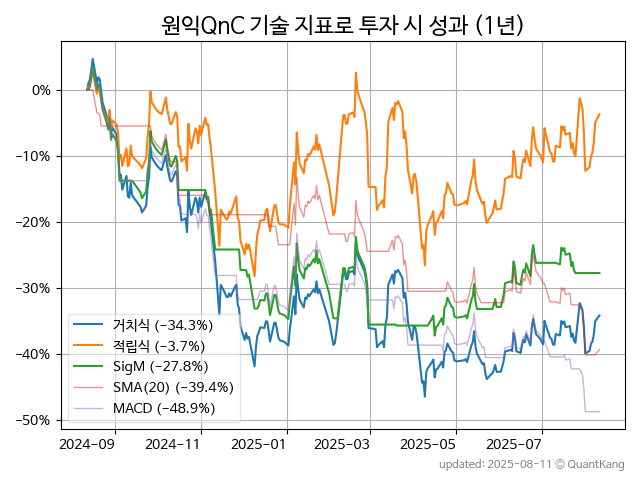 원익QnC 기술 지표로 투자 시 성과 (1년)
0%
−10%
−20%
−30%
−40%
−50%
거치식 (−34.3%)
적립식 (−3.7%)
SigM (−27.8%)
SMA(20) (−39.4%)
MACD (−48.9%)
2024-09 2024-11 2025-01 2025-03 2025-05 2025-07
updated: 2025-08-11 © QuantKang